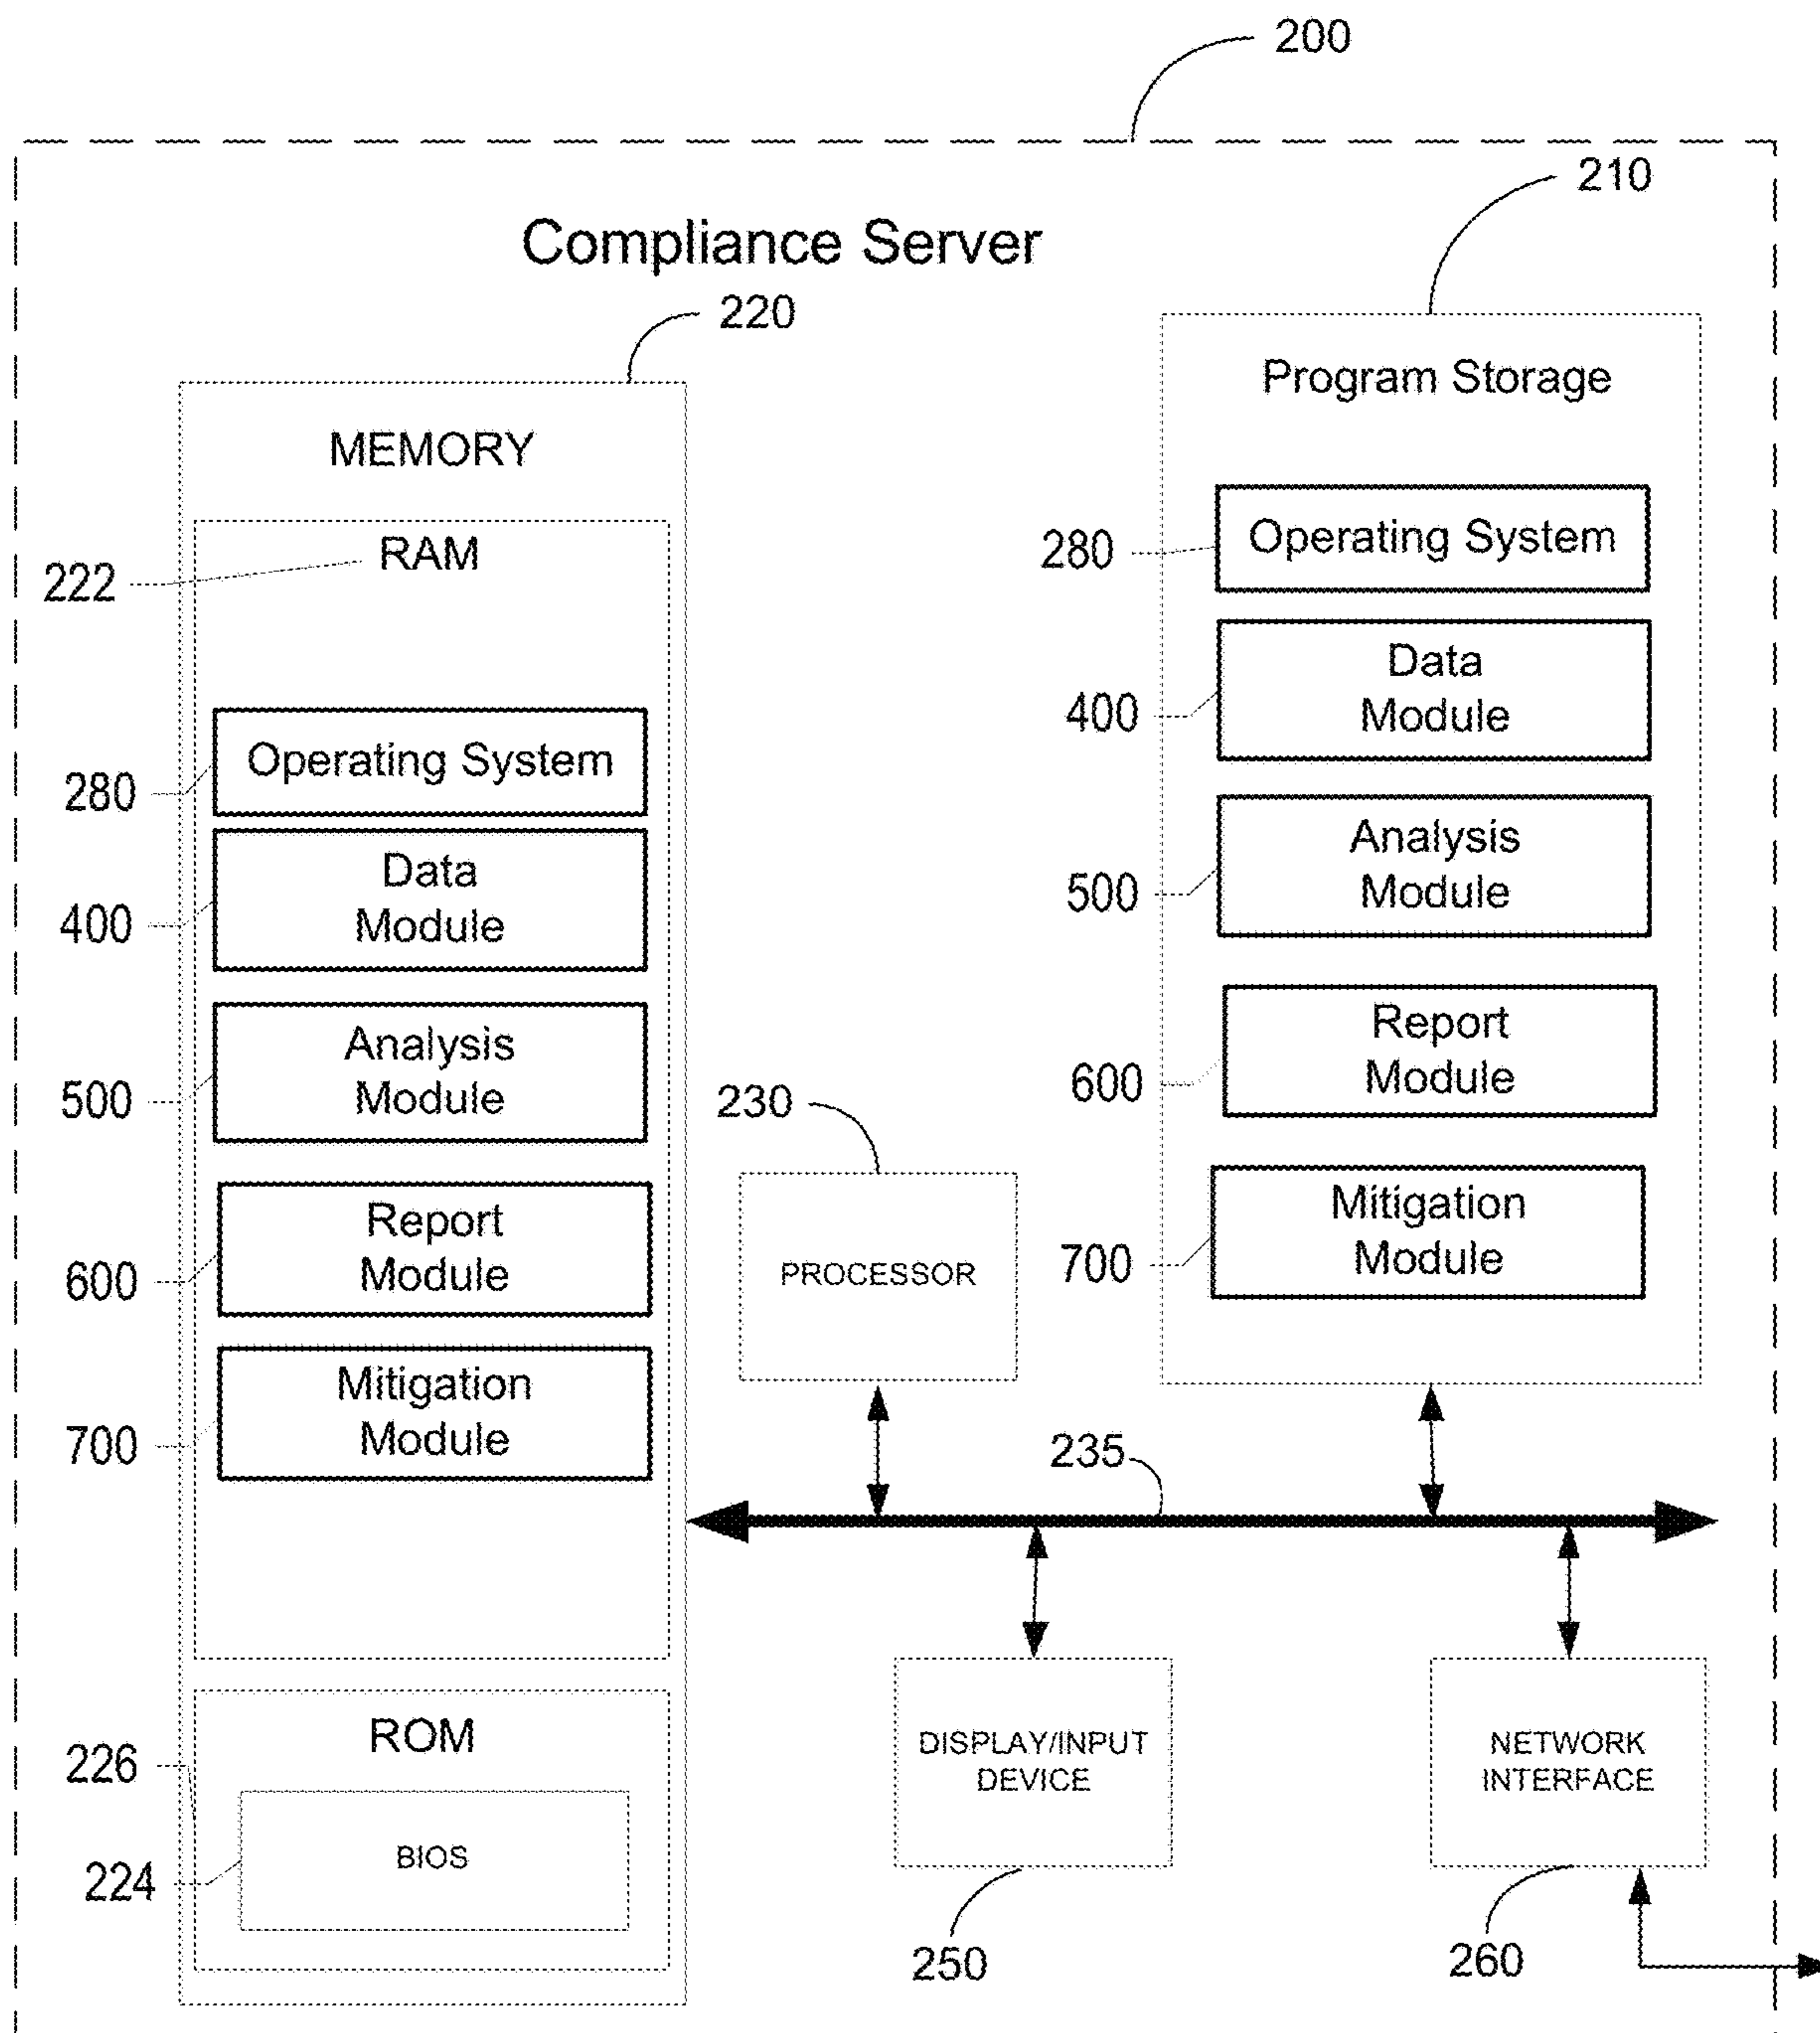 200
210
Compliance Server
220
Program Storage
MEMORY
RAM
222
280
Operating System
Data
Module
400
Operating System
280
Analysis
Module
500
Data
Module
400
Report
Module
600
Analysis
Module
500
230
Mitigation
Module
700
Report
Module
600
PROCESSOR
Mitigation
Module
700
235
ROM
226
BIOS
224
DISPLAY/INPUT
DEVICE
NETWORK
INTERFACE
250
260